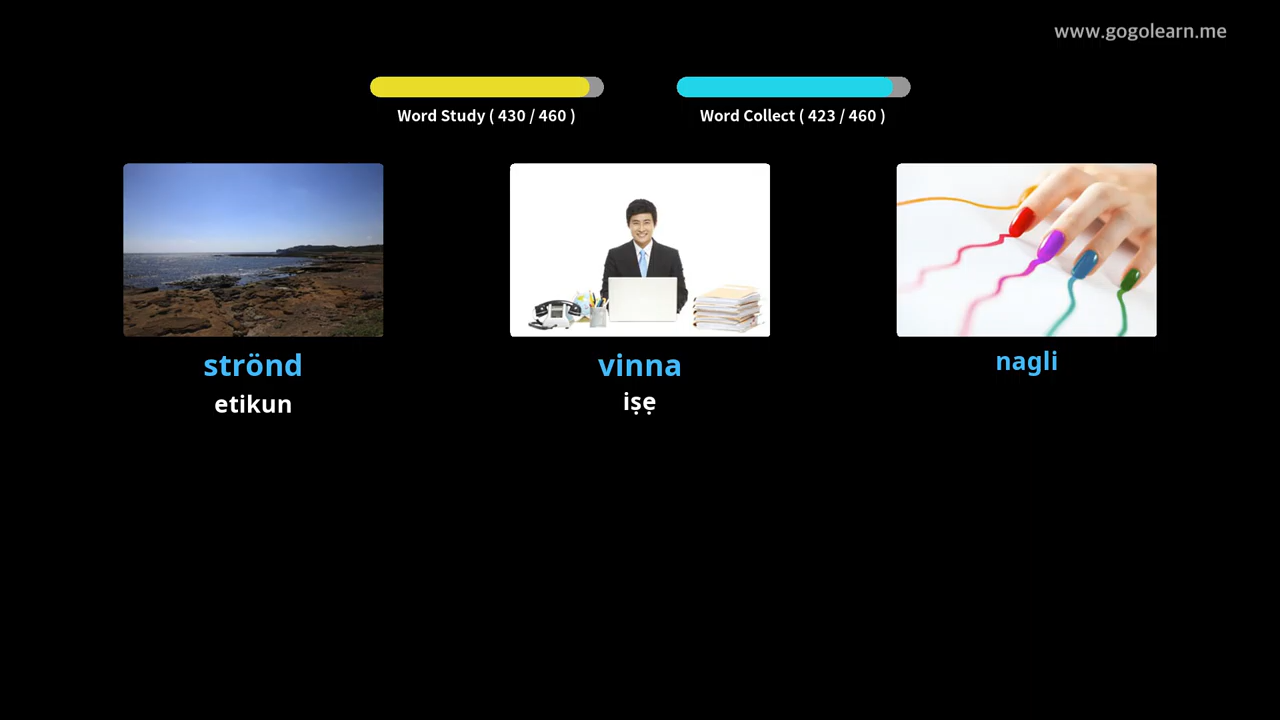 www.gogolearn.me
Word Study ( 430 / 460 )
Word Collect ( 423 / 460 )
strönd
etikun
vinna
iṣẹ
nagli